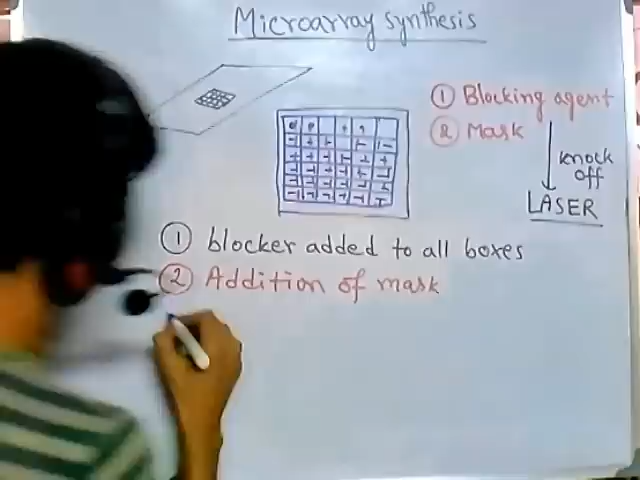 Microarray synthesis
① Blocking agent
② Mask
knock
off
LASER
① blocker added to all boxes
② Addition of mask